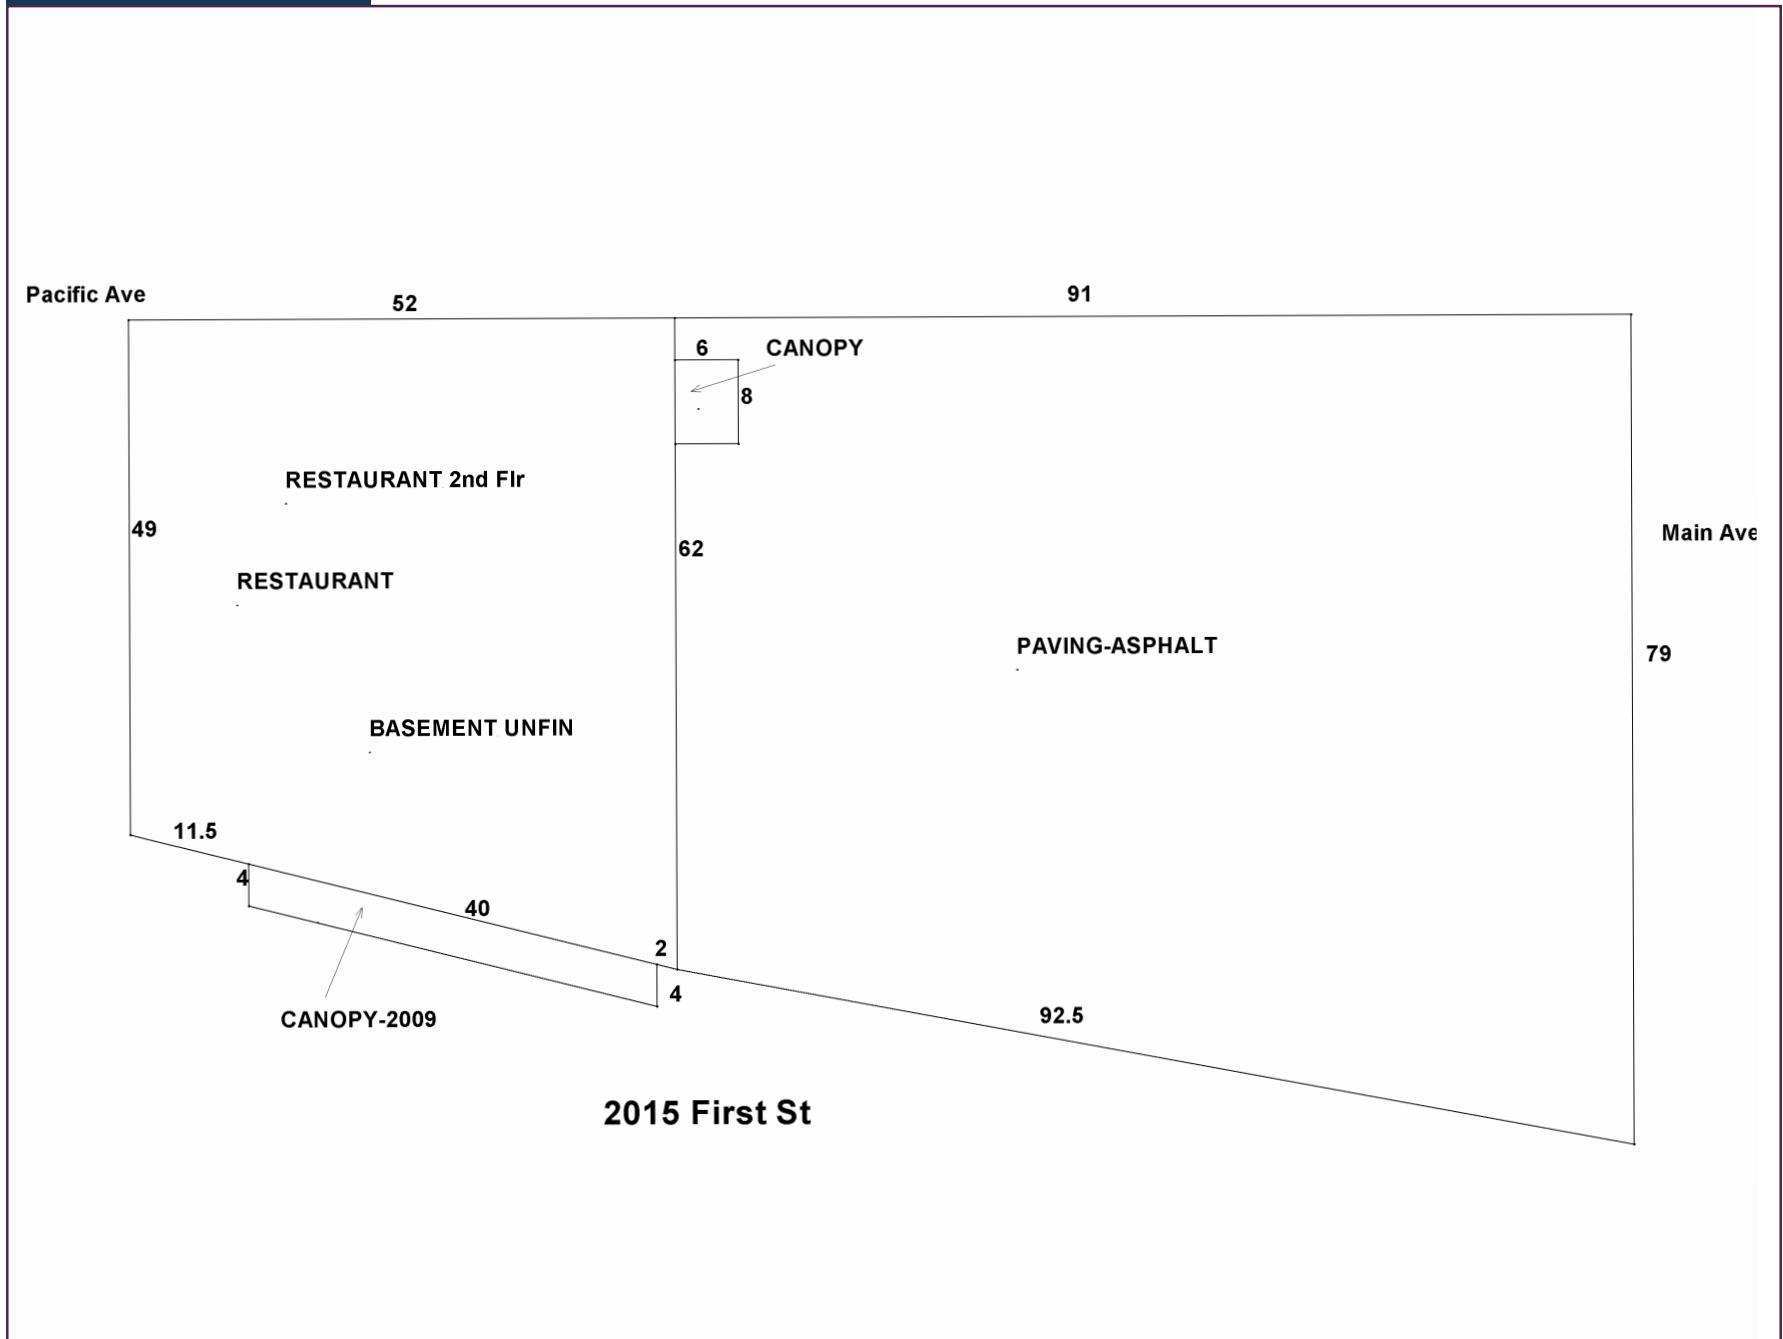 Pacific Ave
52
91
6
CANOPY
8
RESTAURANT 2nd Flr
49
Main Ave
62
RESTAURANT
PAVING-ASPHALT
79
BASEMENT UNFIN
11.5
4
40
2
4
CANOPY-2009
92.5
2015 First St